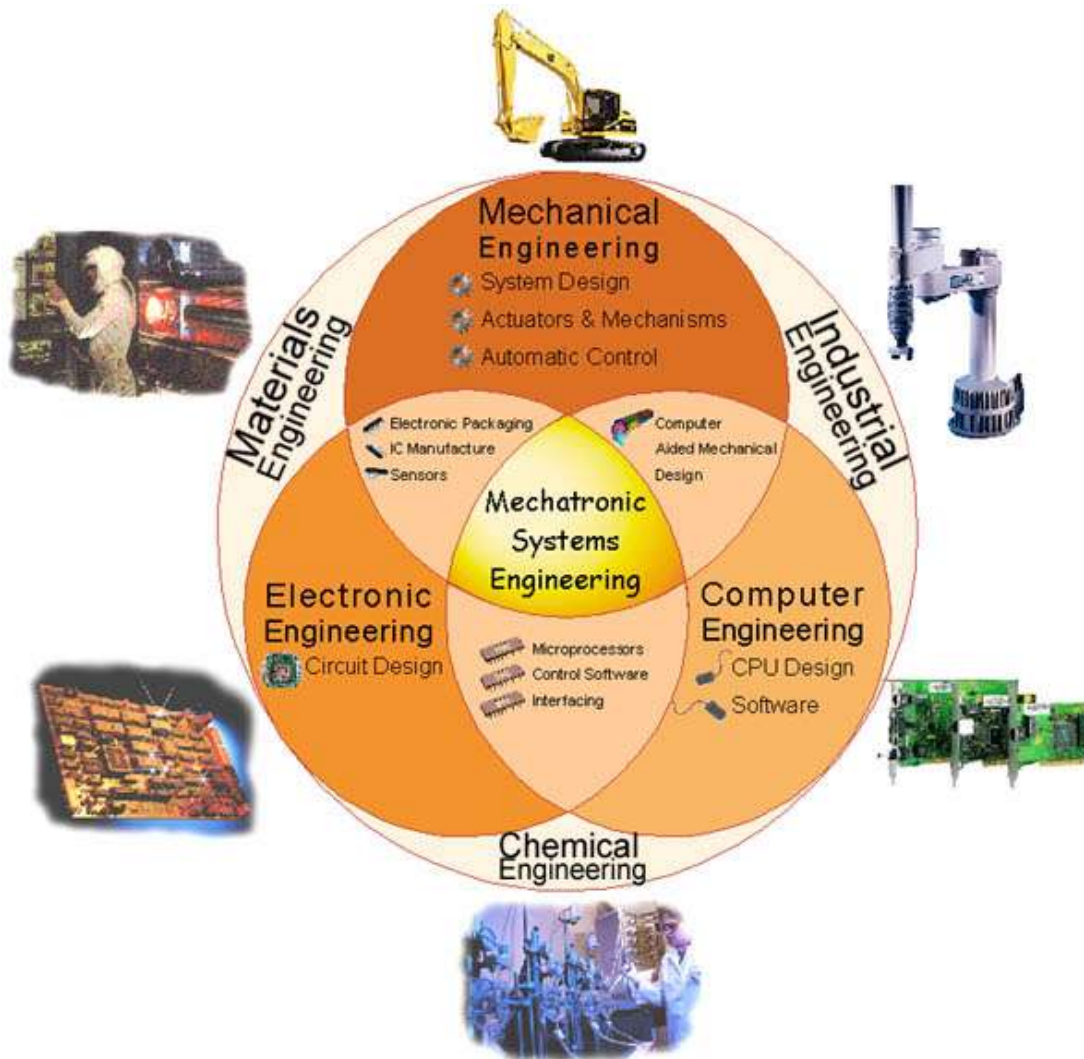 Mechanical
Engineering
System Design
Actuators & Mechanisms
Automatic Control
Materials
Engineering
Industrial
Engineering
Electronic Packaging
IC Manufacture
Sensors
Computer
Aided Mechanical
Design
Mechatronic
Systems
Engineering
Electronic
Engineering
Circuit Design
Computer
Engineering
CPU Design
Software
Microprocessors
Control Software
Interfacing
Chemical
Engineering